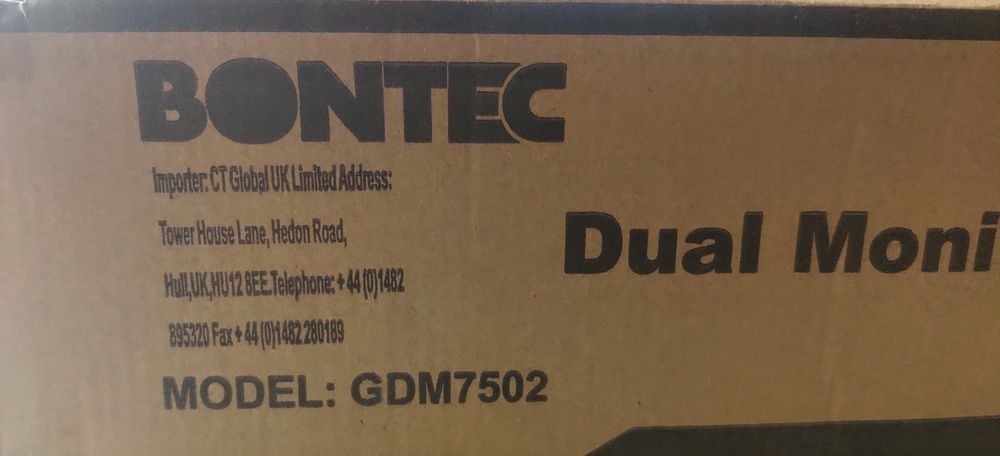 BONTEC
Importer: CT Global UK Limited Address:
Tower House Lane, Hedon Road,
Hull,UK,HU12 8EE.Telephone: + 44 (0)1482
895320 Fax + 44 (0)1482 280189
Dual Moni
MODEL: GDM7502